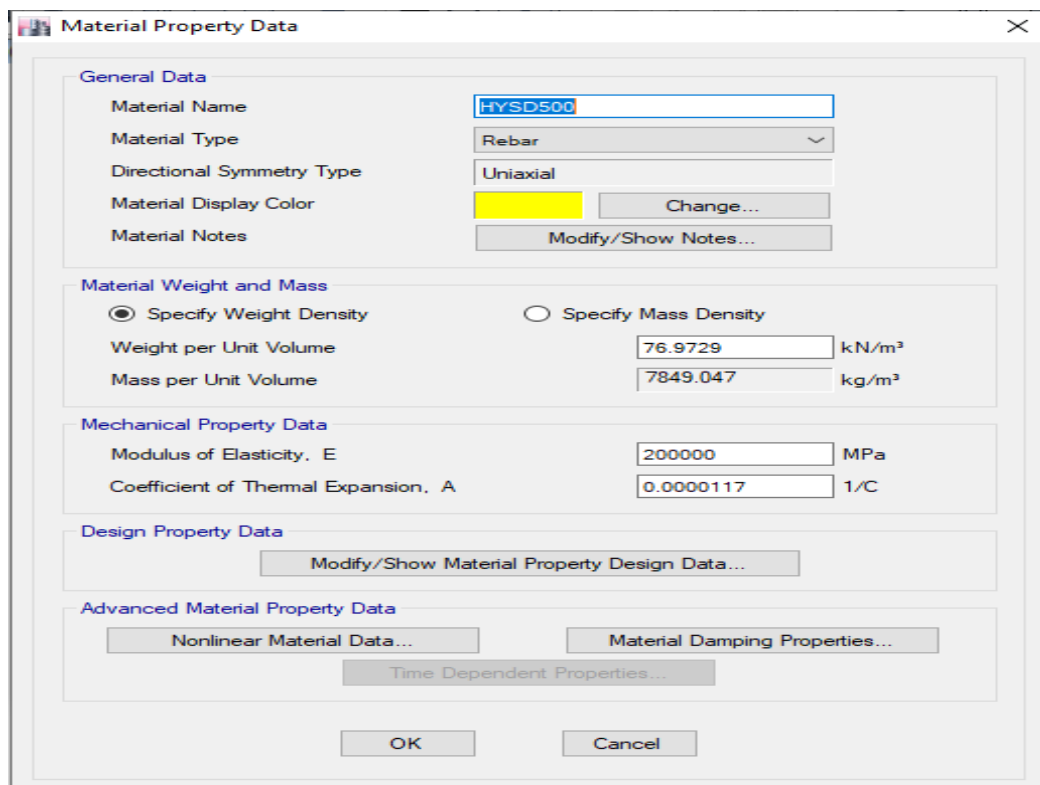 Material Property Data
General Data
Material Name HYSD500
Material Type Rebar
Directional Symmetry Type Uniaxial
Material Display Color Change...
Material Notes Modify/Show Notes...
Material Weight and Mass
Specify Weight Density Specify Mass Density
Weight per Unit Volume 76.9729 kN/m³
Mass per Unit Volume 7849.047 kg/m³
Mechanical Property Data
Modulus of Elasticity, E 200000 MPa
Coefficient of Thermal Expansion, A 0.0000117 1/C
Design Property Data
Modify/Show Material Property Design Data...
Advanced Material Property Data
Nonlinear Material Data... Material Damping Properties...
Time Dependent Properties...
OK Cancel